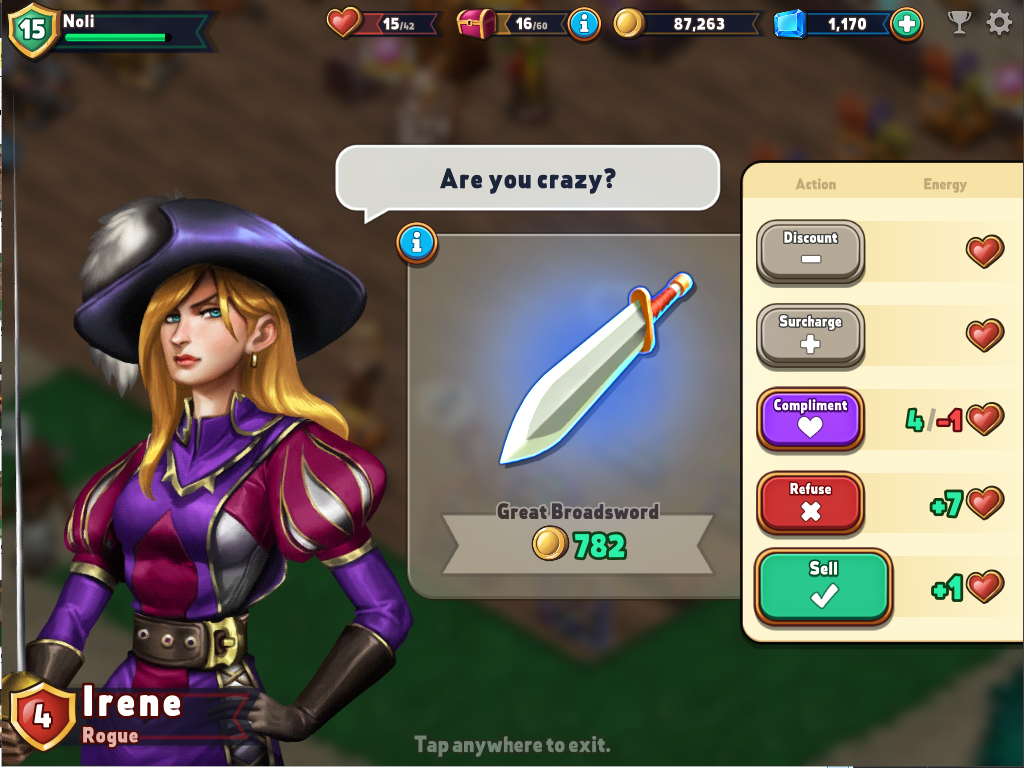 15
Noli
15/42
16/60
i
87,263
1,170
Are you crazy?
i
Action Energy
Discount
Surcharge
Compliment
4/-1
Refuse
+7
Great Broadsword
782
Sell
+1
4
Irene
Rogue
Tap anywhere to exit.